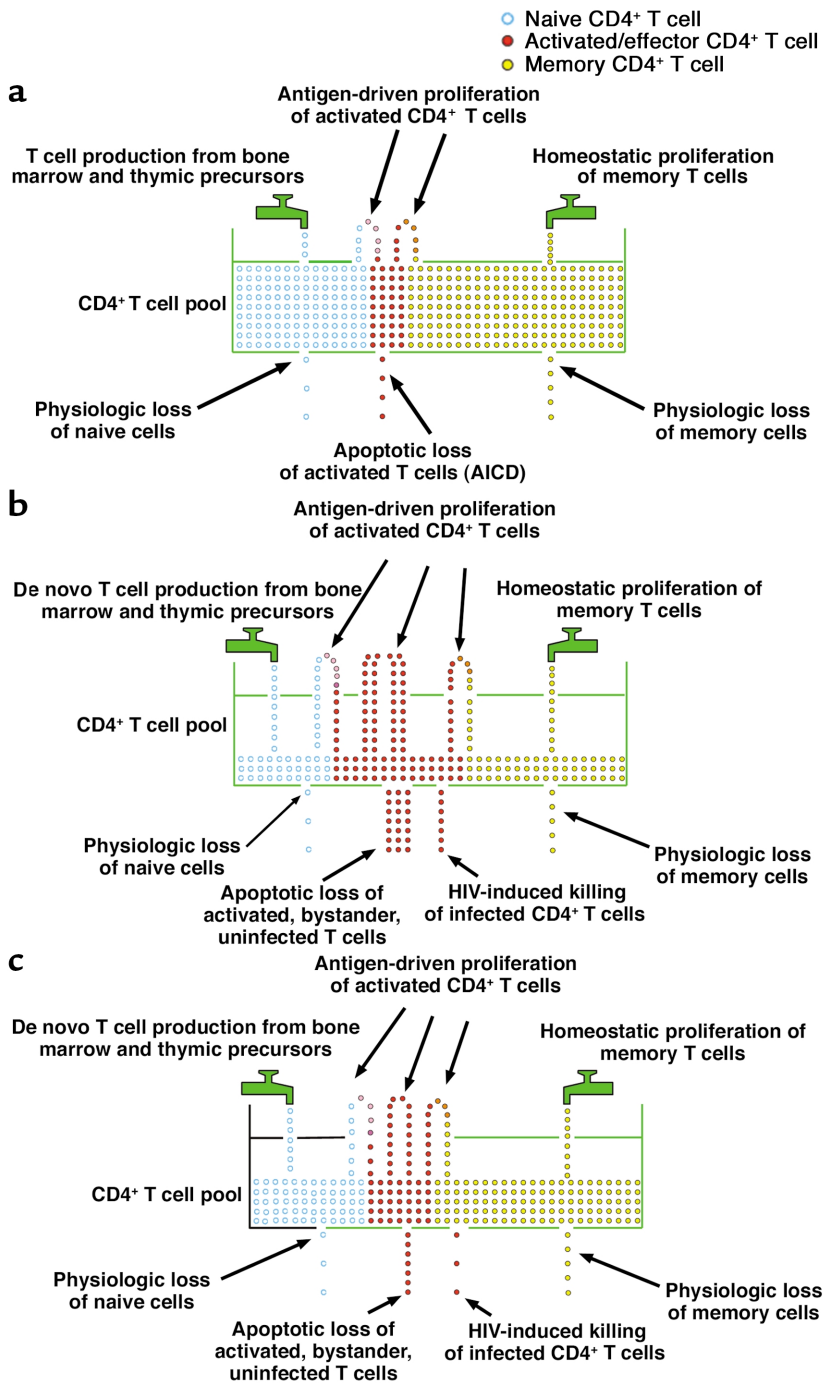 Naive CD4⁺ T cell
Activated/effector CD4⁺ T cell
Memory CD4⁺ T cell
a
Antigen-driven proliferation
of activated CD4⁺ T cells
T cell production from bone
marrow and thymic precursors
Homeostatic proliferation
of memory T cells
CD4⁺ T cell pool
Physiologic loss
of naive cells
Apoptotic loss
of activated T cells (AICD)
Physiologic loss
of memory cells
b
Antigen-driven proliferation
of activated CD4⁺ T cells
De novo T cell production from bone
marrow and thymic precursors
Homeostatic proliferation of
memory T cells
CD4⁺ T cell pool
Physiologic loss
of naive cells
Apoptotic loss of
activated, bystander,
uninfected T cells
HIV-induced killing
of infected CD4⁺ T cells
Physiologic loss
of memory cells
c
Antigen-driven proliferation
of activated CD4⁺ T cells
De novo T cell production from bone
marrow and thymic precursors
Homeostatic proliferation of
memory T cells
CD4⁺ T cell pool
Physiologic loss
of naive cells
Apoptotic loss of
activated, bystander,
uninfected T cells
HIV-induced killing
of infected CD4⁺ T cells
Physiologic loss
of memory cells